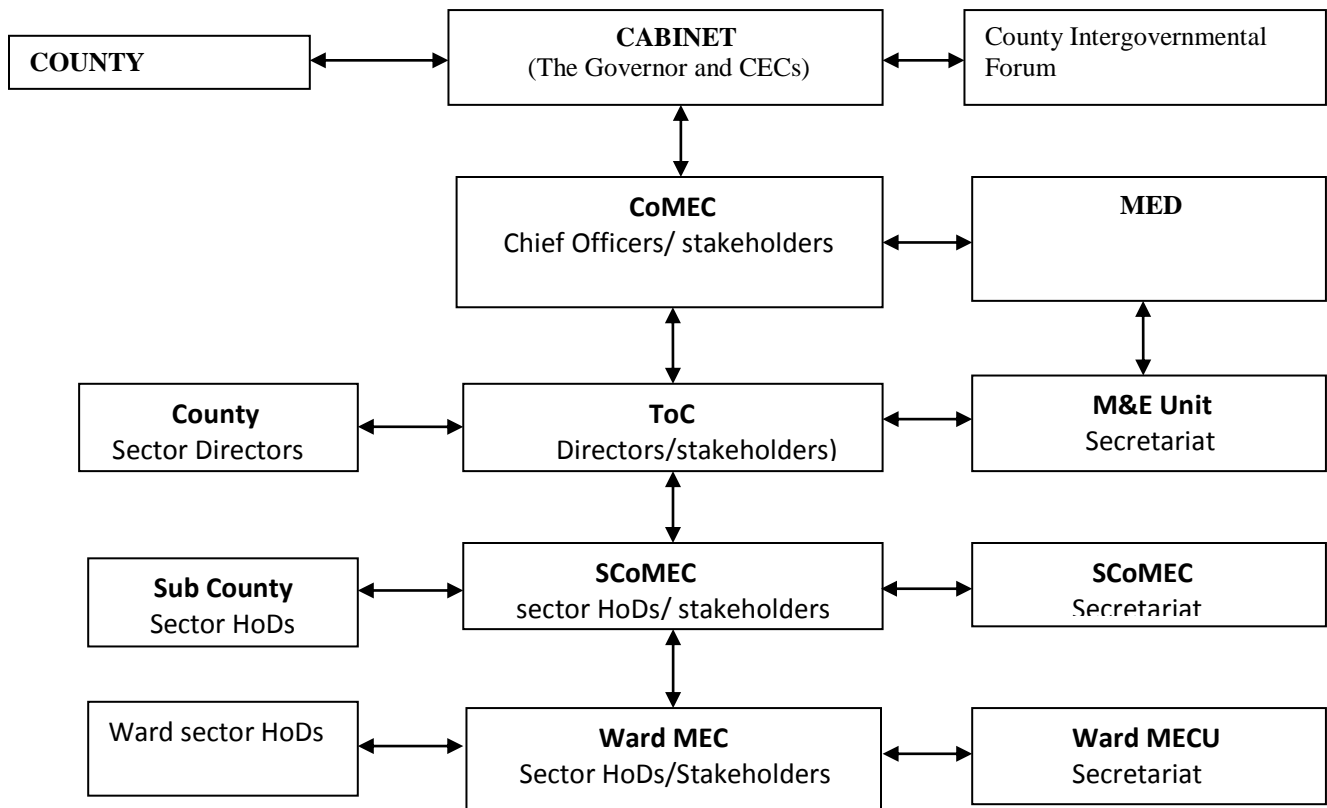 COUNTY
CABINET
(The Governor and CECs)
County Intergovernmental
Forum
CoMEC
Chief Officers/ stakeholders
MED
County
Sector Directors
ToC
Directors/stakeholders)
M&E Unit
Secretariat
Sub County
Sector HoDs
SCoMEC
sector HoDs/ stakeholders
SCoMEC
Secretariat
Ward sector HoDs
Ward MEC
Sector HoDs/Stakeholders
Ward MECU
Secretariat